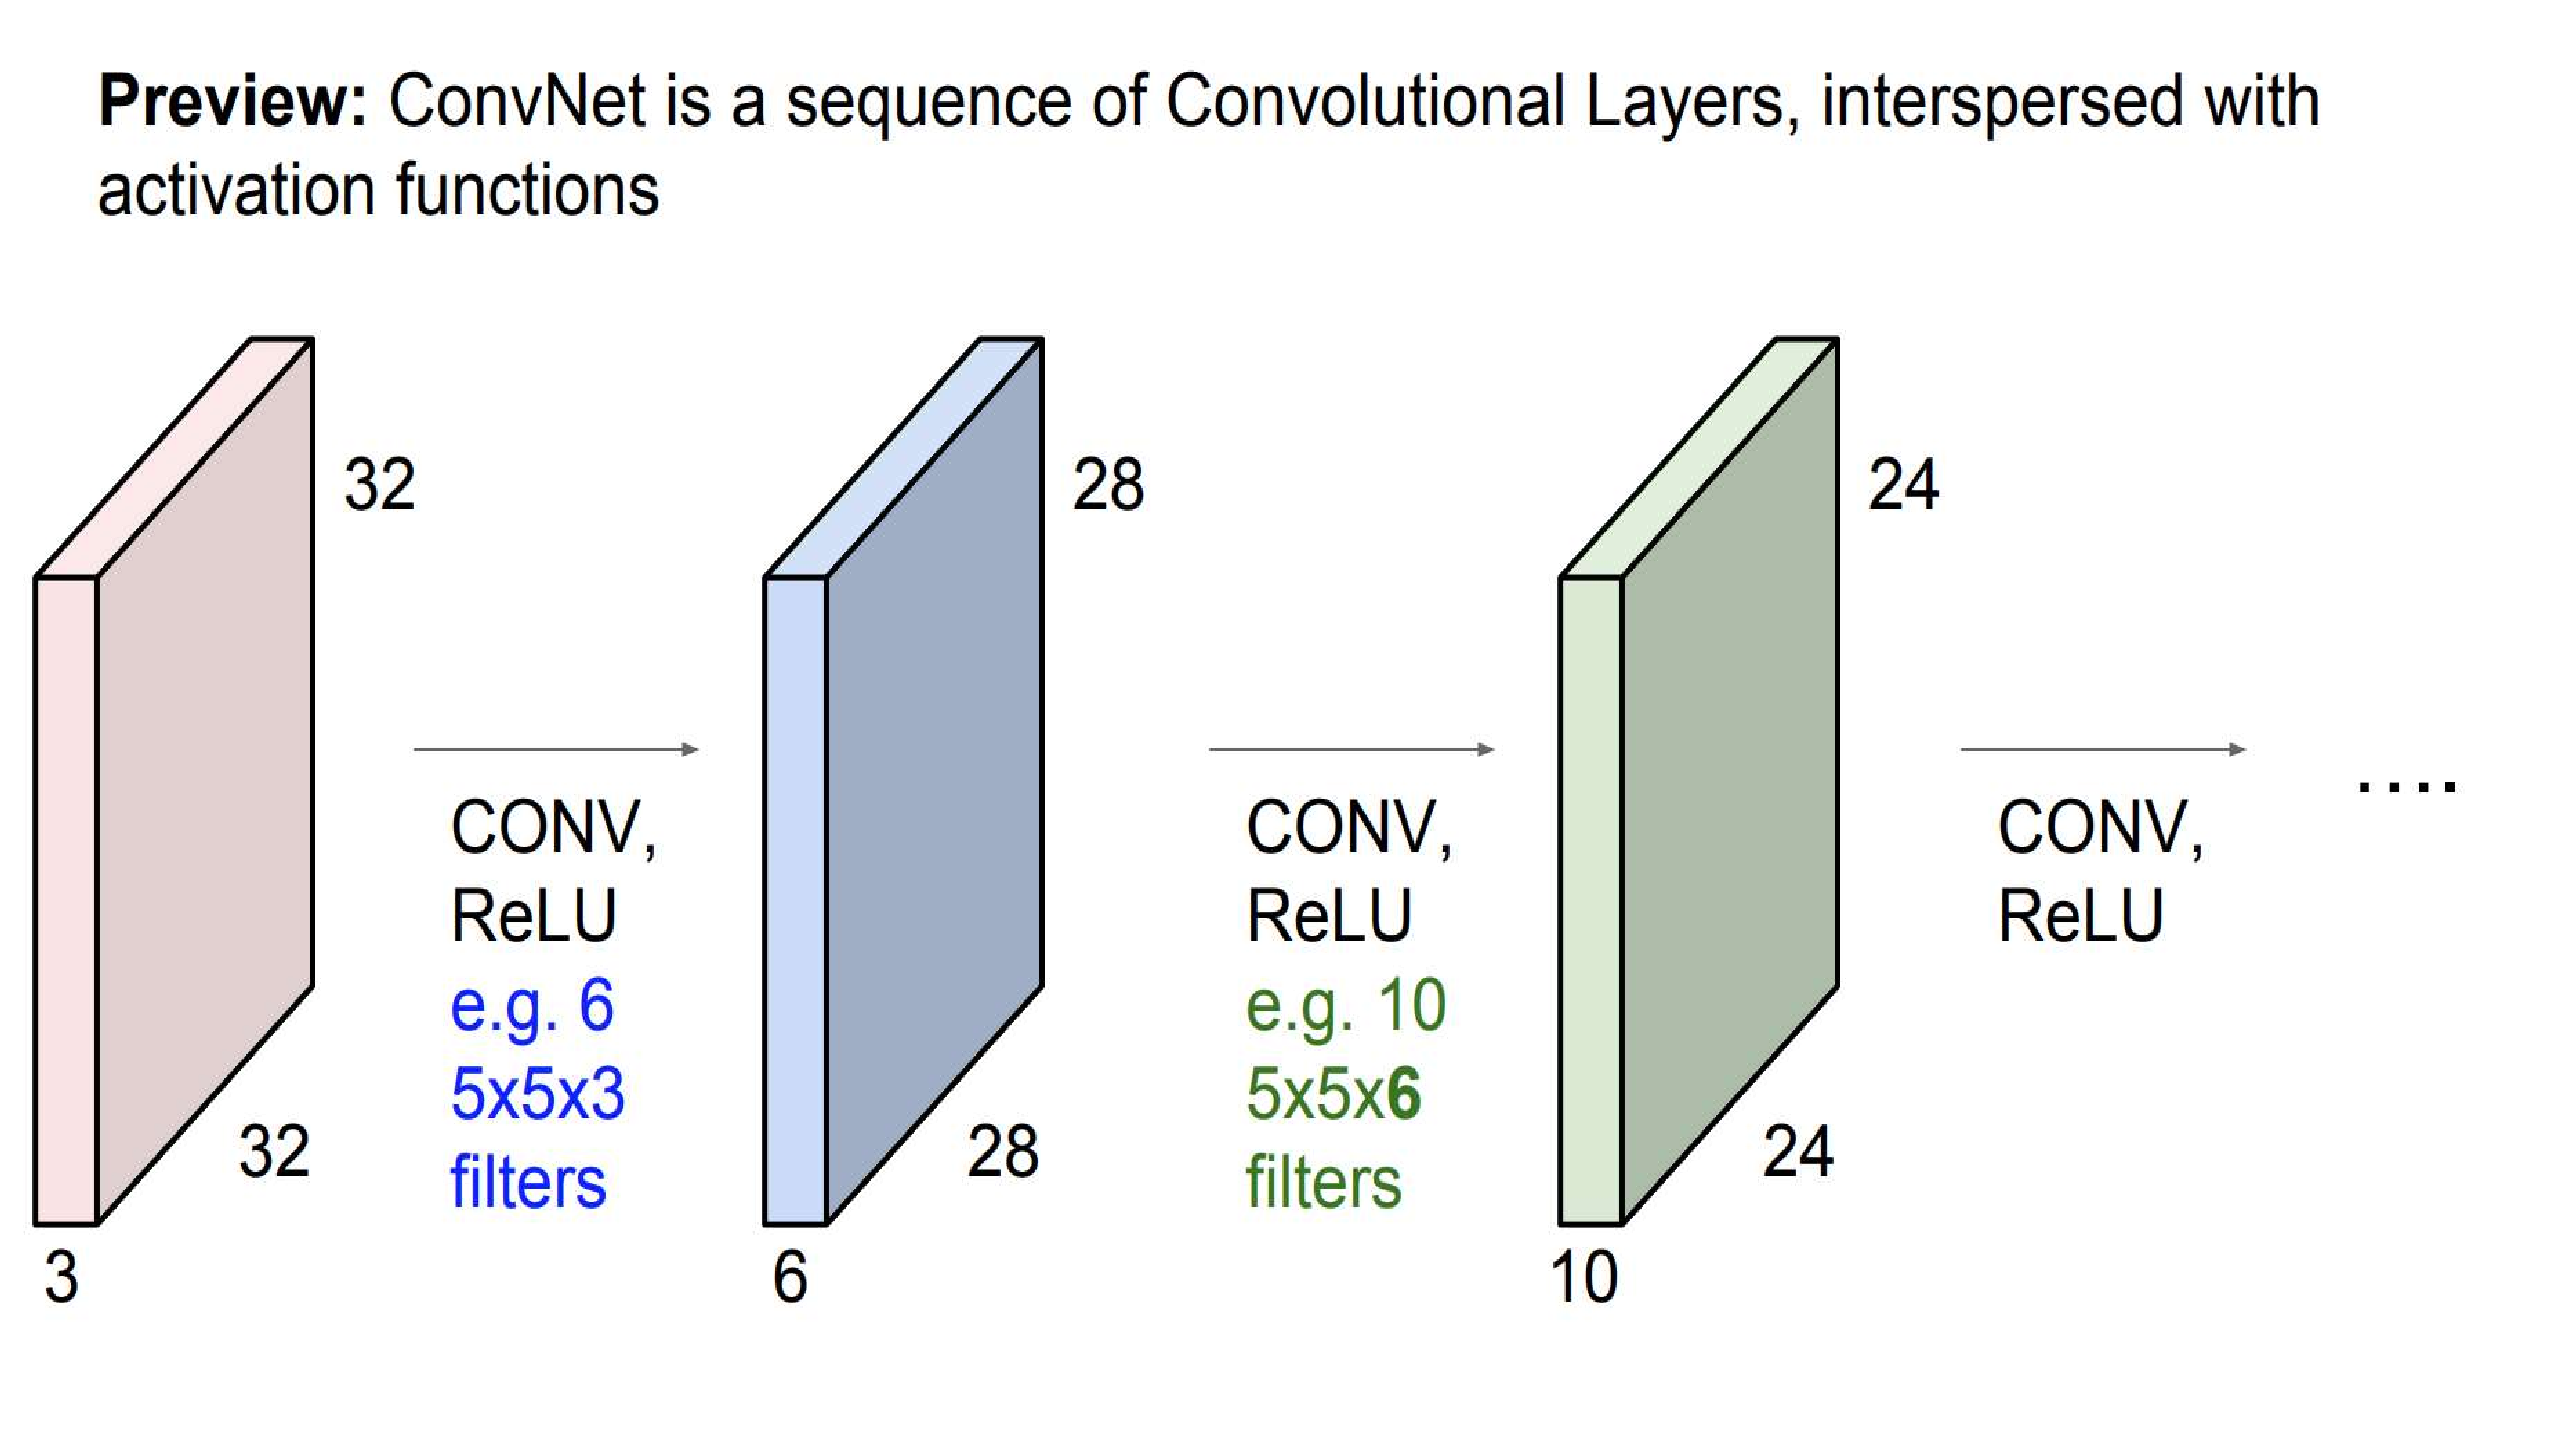 Preview: ConvNet is a sequence of Convolutional Layers, interspersed with
activation functions
32
32
3
CONV,
ReLU
e.g. 6
5x5x3
filters
28
28
6
CONV,
ReLU
e.g. 10
5x5x6
filters
24
24
10
CONV,
ReLU
....